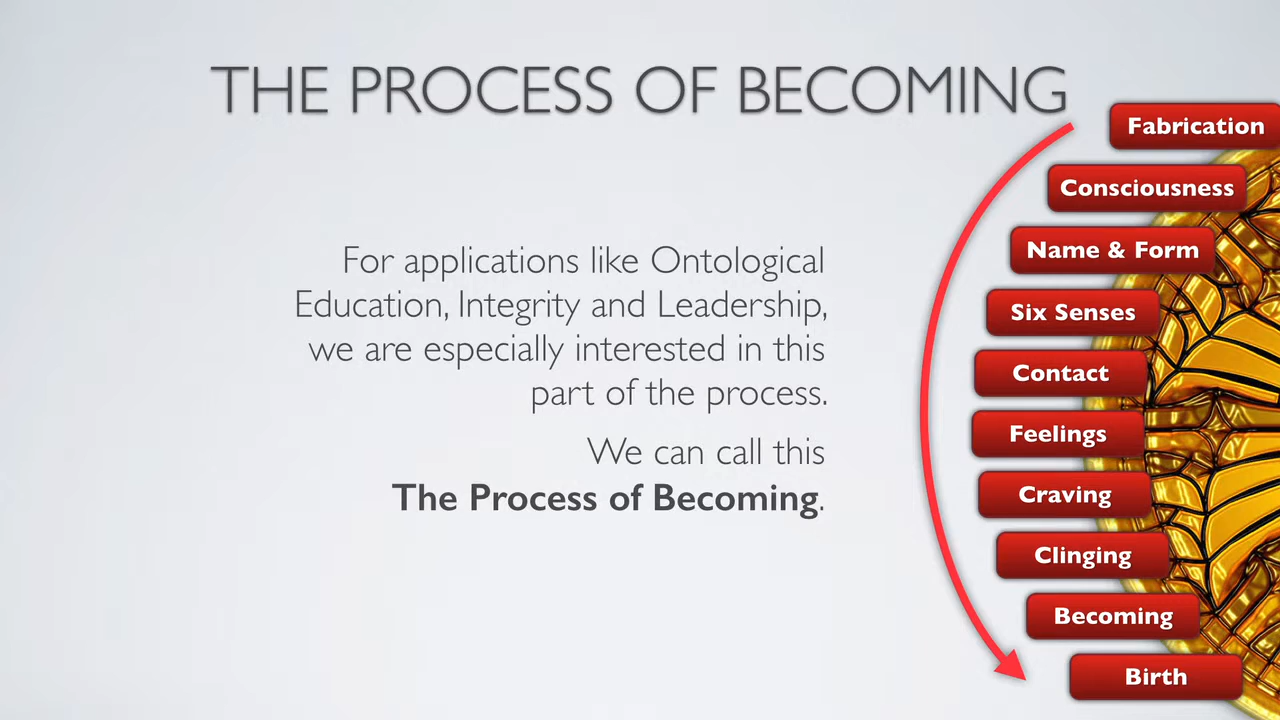 THE PROCESS OF BECOMING
For applications like Ontological
Education, Integrity and Leadership,
we are especially interested in this
part of the process.
We can call this
The Process of Becoming.
Fabrication
Consciousness
Name & Form
Six Senses
Contact
Feelings
Craving
Clinging
Becoming
Birth